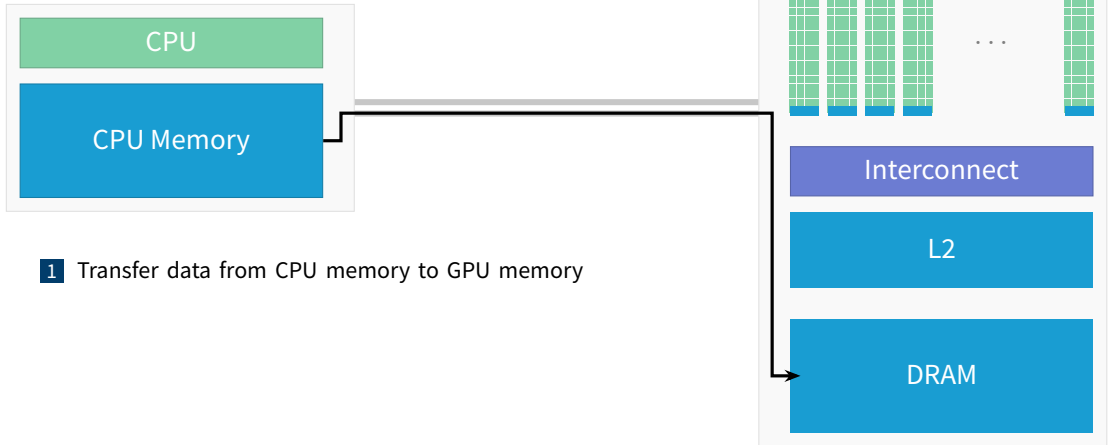 CPU
CPU Memory
. . .
Interconnect
L2
DRAM
1 Transfer data from CPU memory to GPU memory